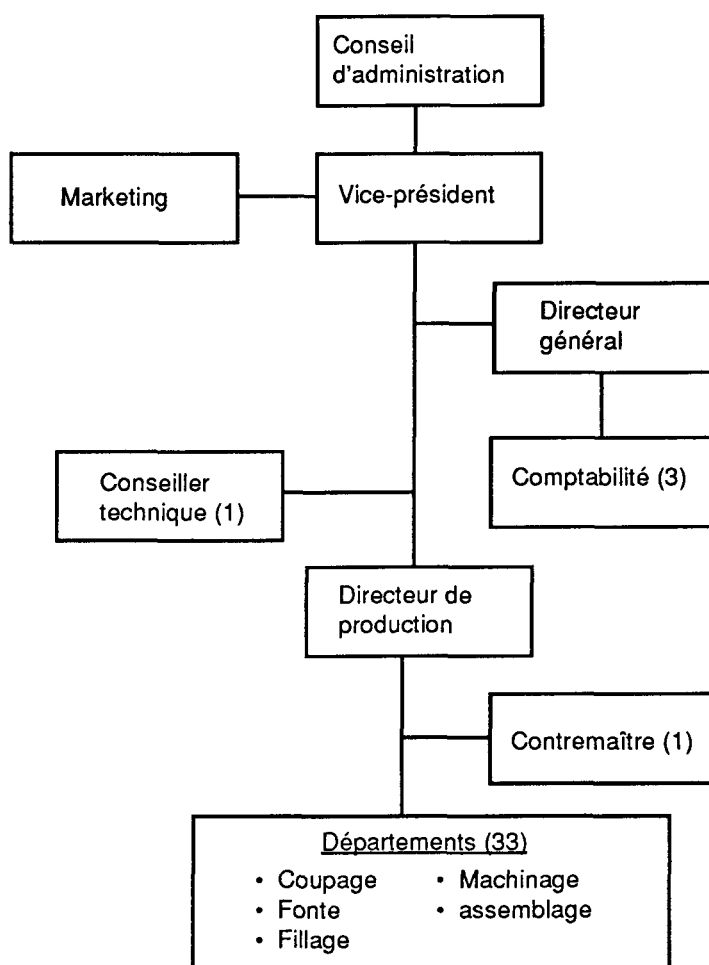 Conseil
d'administration
Marketing
Vice-président
Directeur
général
Conseiller
technique (1)
Comptabilité (3)
Directeur de
production
Contremaître (1)
Départements (33)
• Coupage
• Machinage
• Fonte
• assemblage
• Fillage